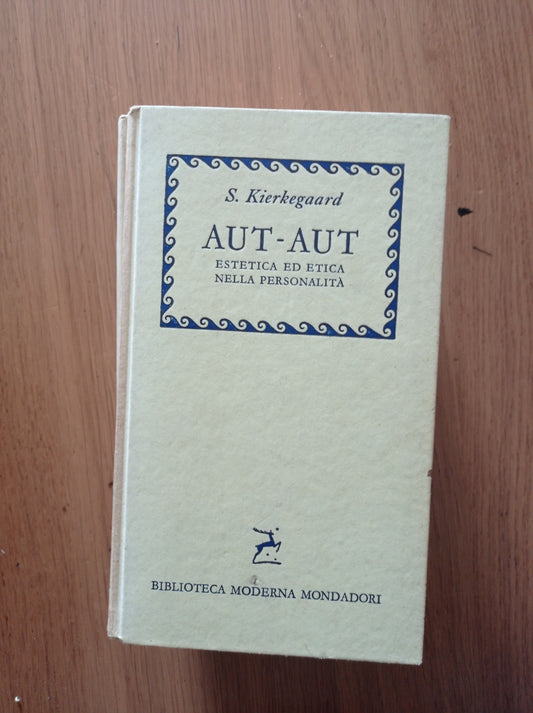 S. Kierkegaard
AUT-AUT
ESTETICA ED ETICA
NELLA PERSONALITÀ
BIBLIOTECA MODERNA MONDADORI